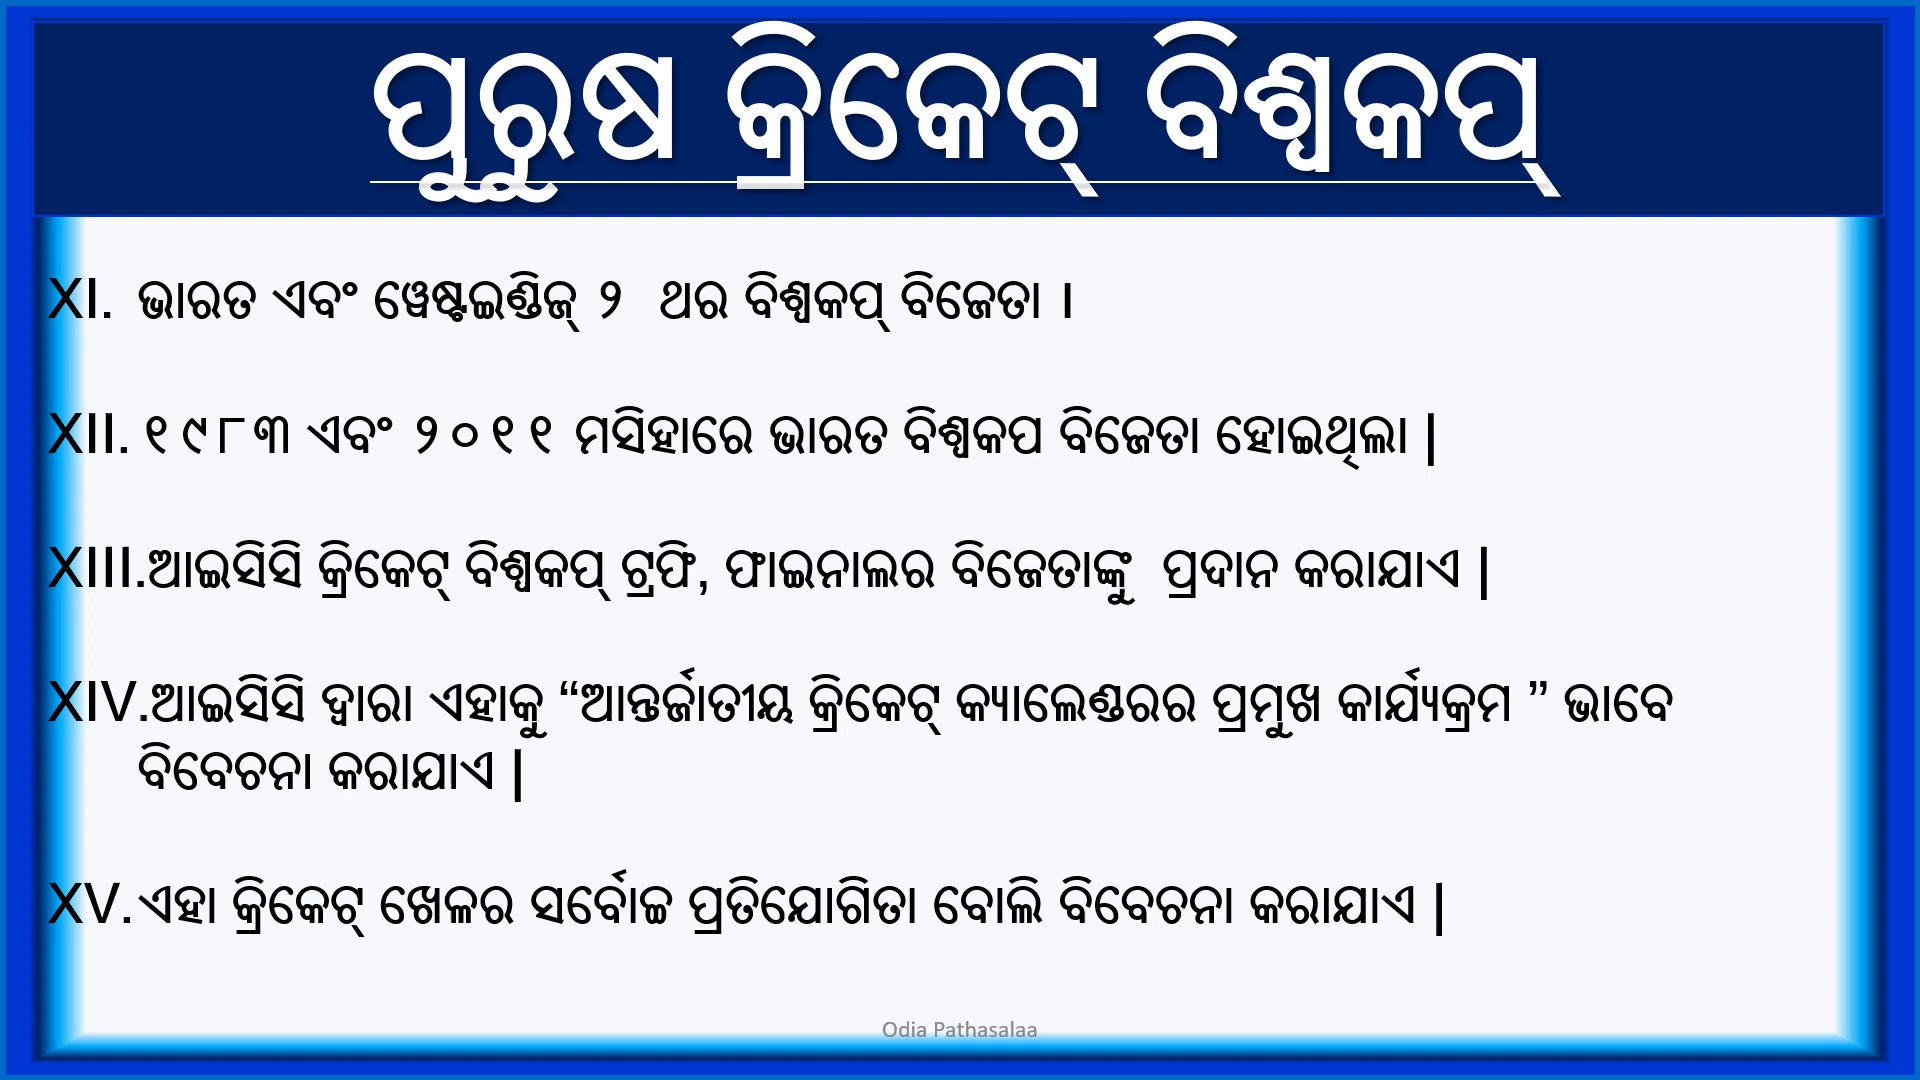 ପୁରୁଷ କ୍ରିକେଟ୍ ବିଶ୍ୱକପ୍
XI. ଭାରତ ଏବଂ ୱେଷ୍ଟଇଣ୍ଡିଜ୍ ୨ ଥର ବିଶ୍ୱକପ୍ ବିଜେତା ।
XII. ୧୯୮୩ ଏବଂ ୨୦୧୧ ମସିହାରେ ଭାରତ ବିଶ୍ୱକପ ବିଜେତା ହୋଇଥିଲା |
XIII.ଆଇସିସି କ୍ରିକେଟ୍ ବିଶ୍ୱକପ୍ ଟ୍ରଫି, ଫାଇନାଲର ବିଜେତାଙ୍କୁ ପ୍ରଦାନ କରାଯାଏ |
XIV.ଆଇସିସି ଦ୍ୱାରା ଏହାକୁ “ଆନ୍ତର୍ଜାତୀୟ କ୍ରିକେଟ୍ କ୍ୟାଲେଣ୍ଡରର ପ୍ରମୁଖ କାର୍ଯ୍ୟକ୍ରମ ” ଭାବେ
ବିବେଚନା କରାଯାଏ |
XV.ଏହା କ୍ରିକେଟ୍ ଖେଳର ସର୍ବୋଚ୍ଚ ପ୍ରତିଯୋଗିତା ବୋଲି ବିବେଚନା କରାଯାଏ |
Odia Pathasalaa